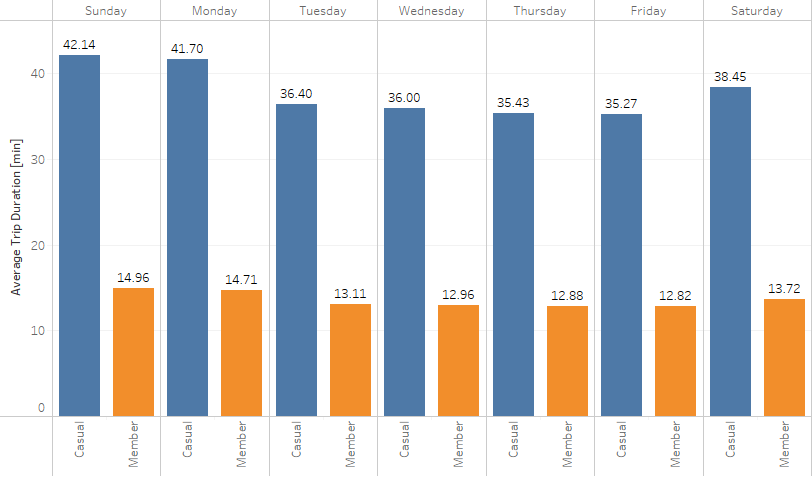 Sunday Monday Tuesday Wednesday Thursday Friday Saturday
42.14 41.70 36.40 36.00 35.43 35.27 38.45
14.96 14.71 13.11 12.96 12.88 12.82 13.72
Average Trip Duration [min]
40
30
20
10
0
Casual Member Casual Member Casual Member Casual Member Casual Member Casual Member Casual Member